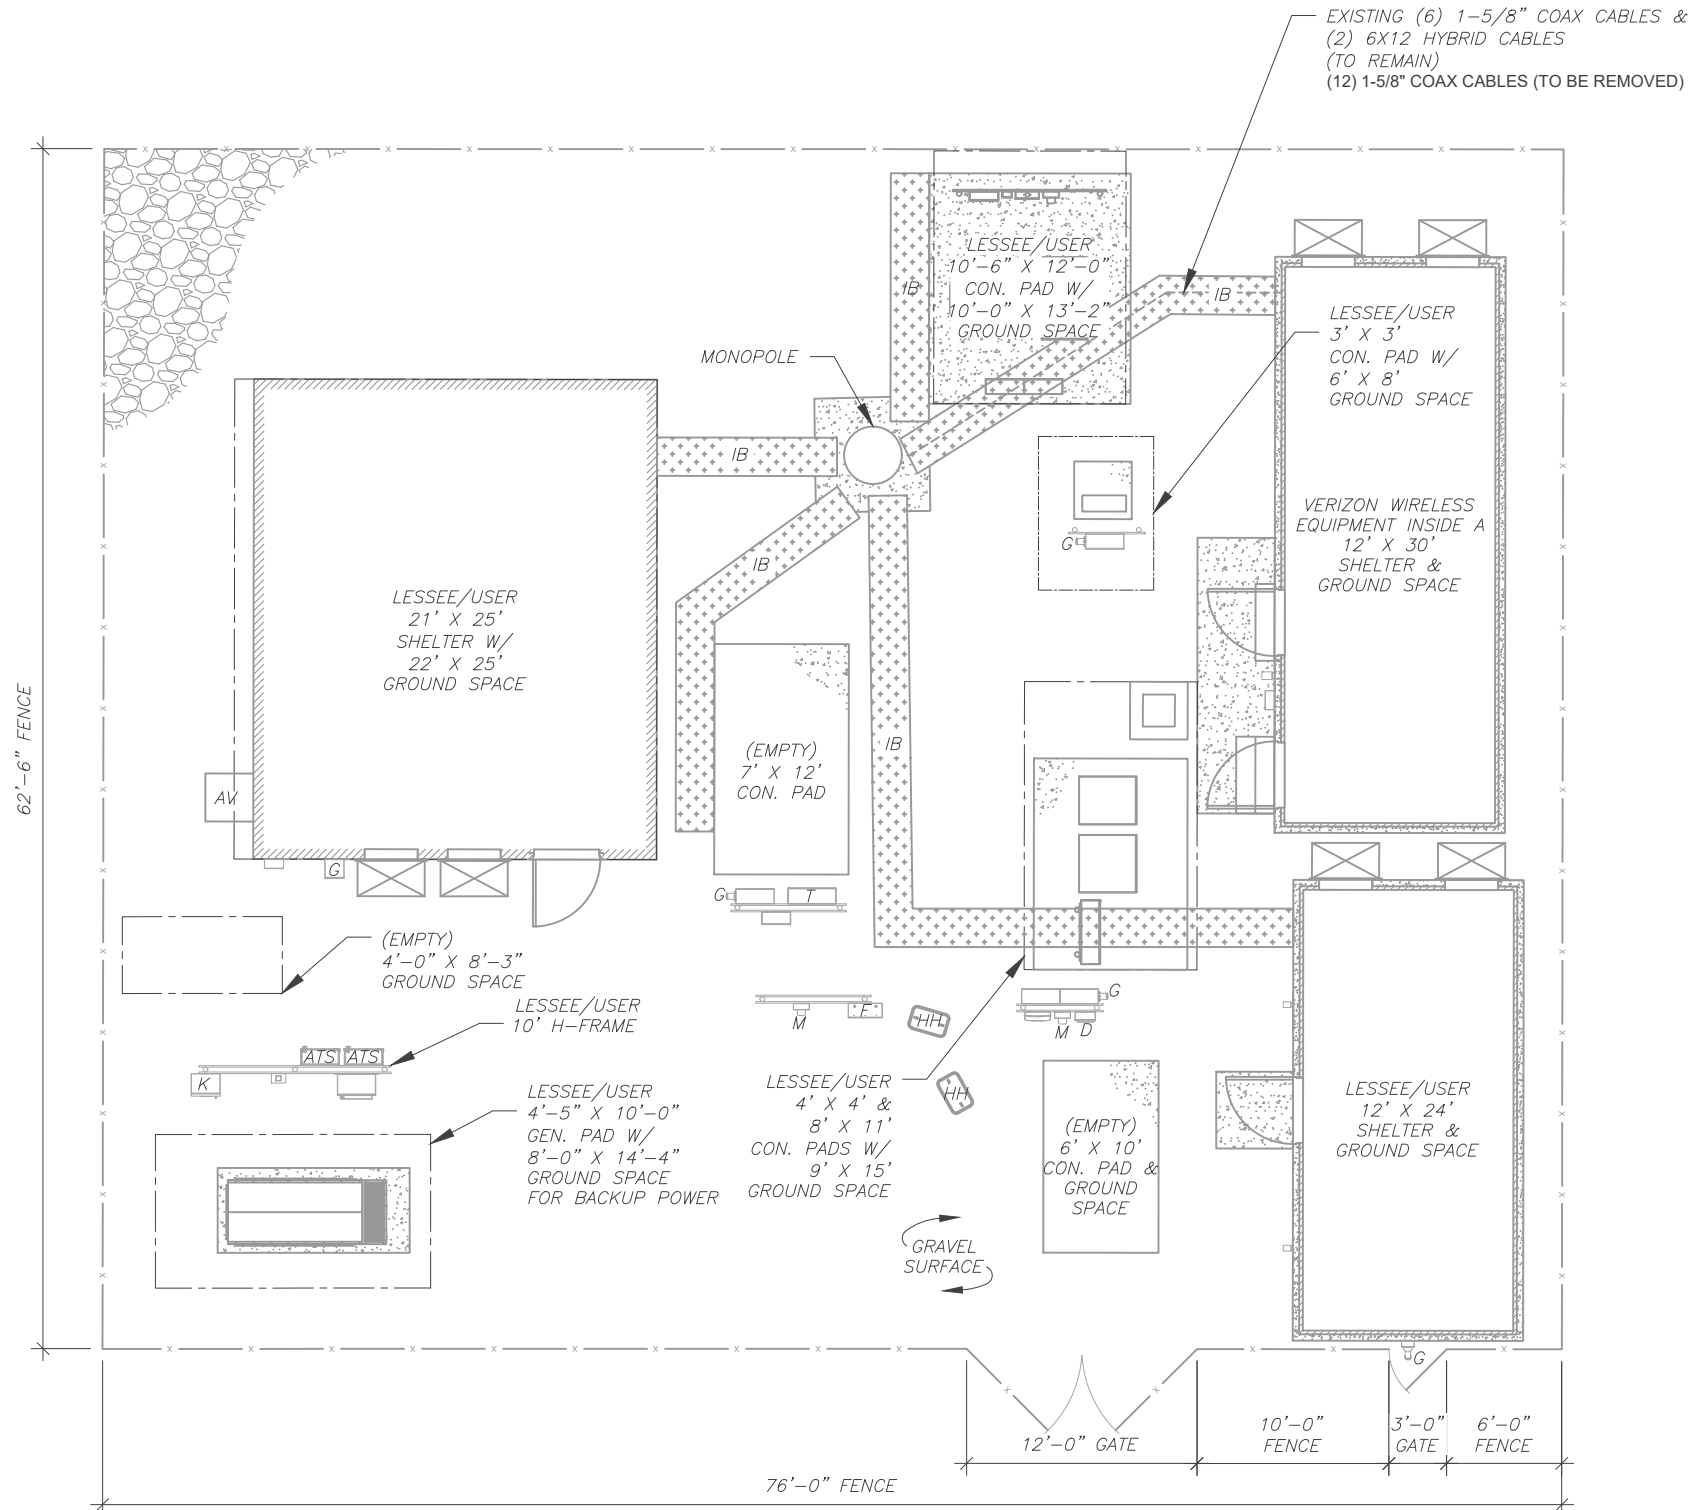 EXISTING (6) 1-5/8" COAX CABLES &
(2) 6X12 HYBRID CABLES
(TO REMAIN)
(12) 1-5/8" COAX CABLES (TO BE REMOVED)
LESSEE/USER
10'-6" X 12'-0"
CON. PAD W/
10'-0" X 13'-2"
GROUND SPACE
IB
IB
LESSEE/USER
3' X 3'
CON. PAD W/
6' X 8'
GROUND SPACE
MONOPOLE
IB
VERIZON WIRELESS
EQUIPMENT INSIDE A
12' X 30'
SHELTER &
GROUND SPACE
G
IB
LESSEE/USER
21' X 25'
SHELTER W/
22' X 25'
GROUND SPACE
62'-6" FENCE
(EMPTY)
7' X 12'
CON. PAD
IB
AV
G
G
T
(EMPTY)
4'-0" X 8'-3"
GROUND SPACE
LESSEE/USER
10' H-FRAME
M
F
HH
G
M
D
ATS
ATS
K
LESSEE/USER
4'-5" X 10'-0"
GEN. PAD W/
8'-0" X 14'-4"
GROUND SPACE
FOR BACKUP POWER
LESSEE/USER
4' X 4' &
8' X 11'
CON. PADS W/
9' X 15'
GROUND SPACE
HH
(EMPTY)
6' X 10'
CON. PAD &
GROUND
SPACE
LESSEE/USER
12' X 24'
SHELTER &
GROUND SPACE
GRAVEL
SURFACE
G
12'-0" GATE
10'-0"
FENCE
3'-0"
GATE
6'-0"
FENCE
76'-0" FENCE